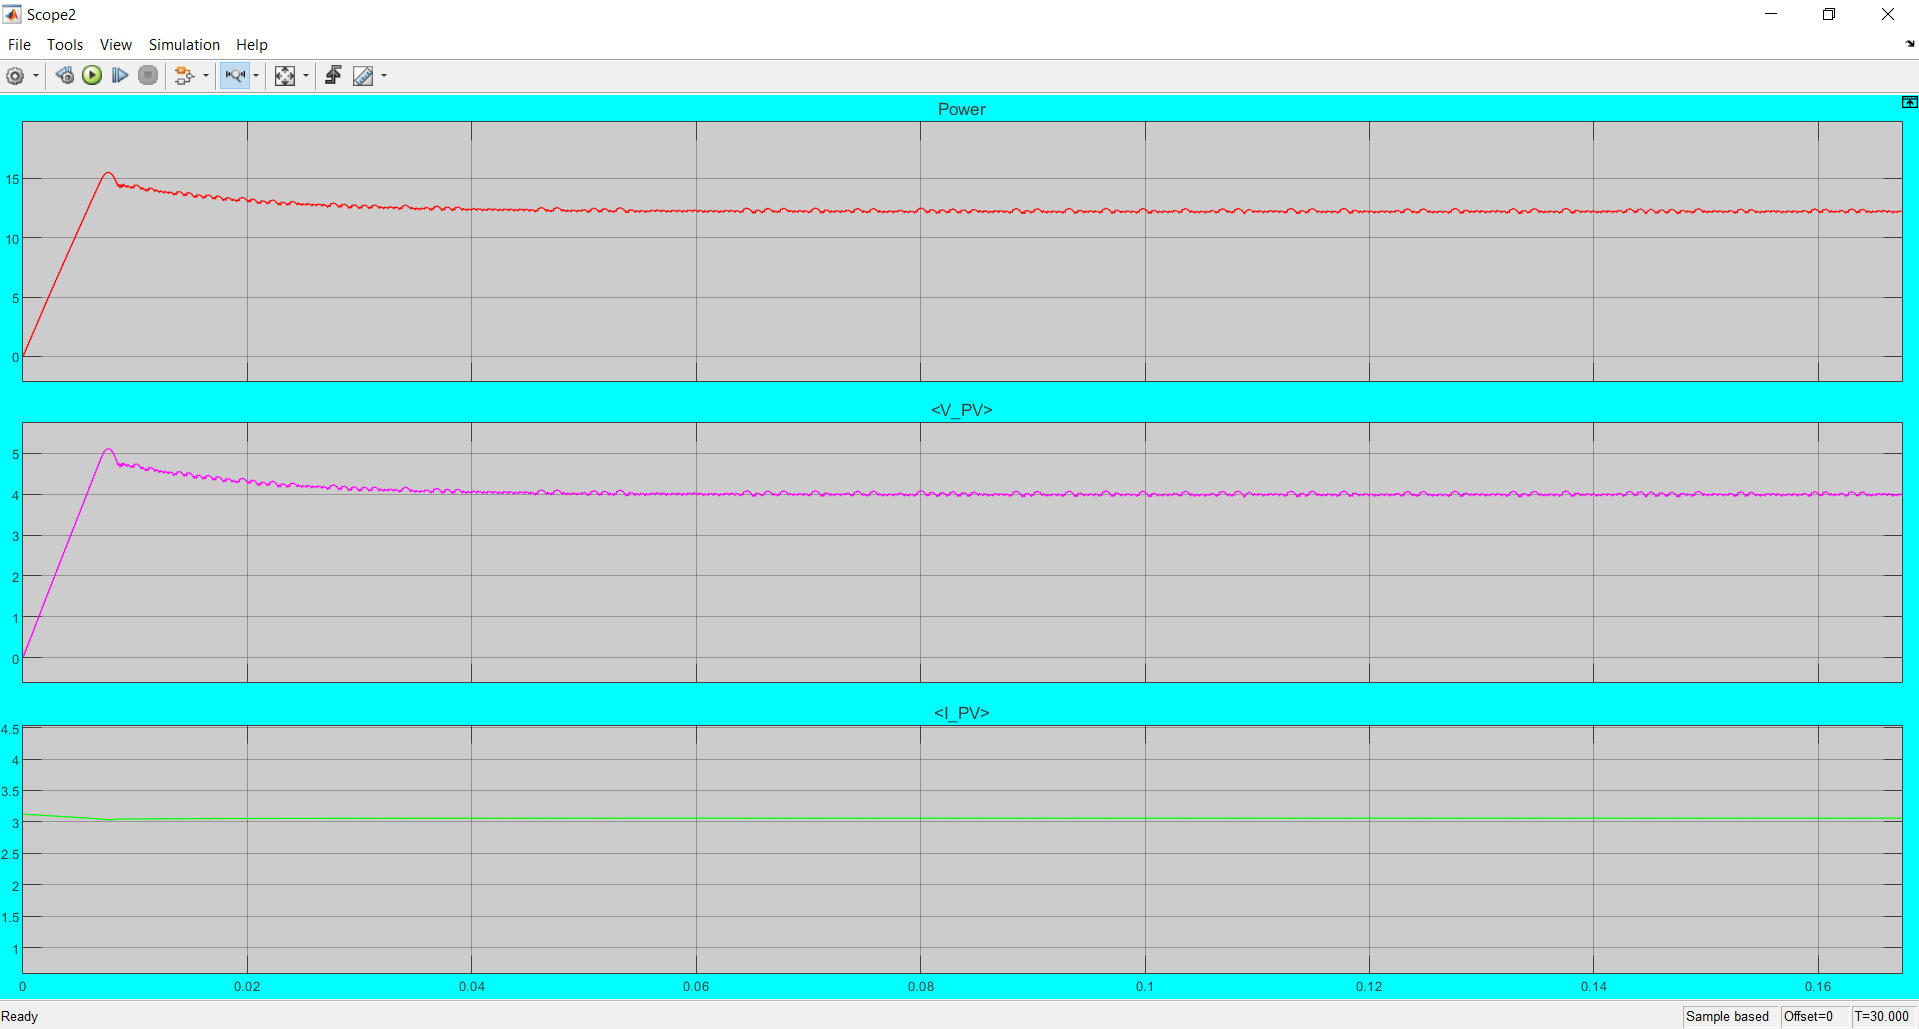 Scope2
File Tools View Simulation Help
Power
15
10
5
0
<V_PV>
5
4
3
2
1
0
<I_PV>
4.5
4
3.5
3
2.5
2
1.5
1
0 0.02 0.04 0.06 0.08 0.1 0.12 0.14 0.16
Ready Sample based Offset=0 T=30.000